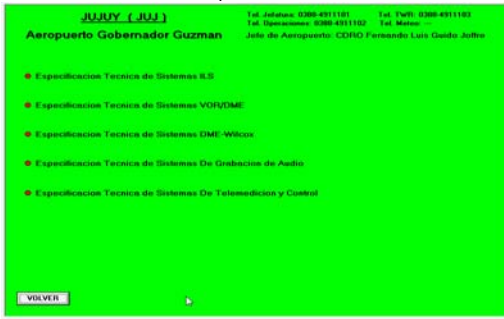 JUJUY ( JUJ )
Tel. Jefatura: 0388-4911101 Tel. TWR: 0388-4911103
Tel. Operaciones: 0388-4911102 Tel. Meteo: --
Aeropuerto Gobernador Guzman
Jefe de Aeropuerto: CDRO Fernando Luis Guido Joffre
Especificacion Tecnica de Sistemas ILS
Especificacion Tecnica de Sistemas VOR/DME
Especificacion Tecnica de Sistemas DME-Wilcox
Especificacion Tecnica de Sistemas De Grabacion de Audio
Especificacion Tecnica de Sistemas De Telemedicion y Control
VOLVER